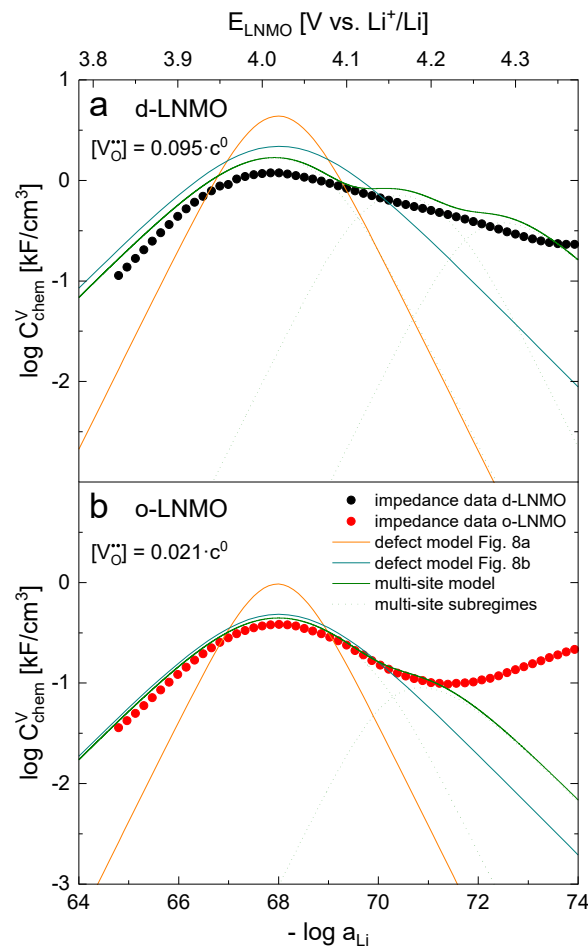 E_LNMO [V vs. Li⁺/Li]
3.8 3.9 4.0 4.1 4.2 4.3
a d-LNMO
[V_O^••] = 0.095·c⁰
1
0
-1
-2
log C^V_chem [kF/cm³]
b o-LNMO
[V_O^••] = 0.021·c⁰
impedance data d-LNMO
impedance data o-LNMO
defect model Fig. 8a
defect model Fig. 8b
multi-site model
multi-site subregimes
0
-1
-2
-3
log C^V_chem [kF/cm³]
64 66 68 70 72 74
- log a_Li